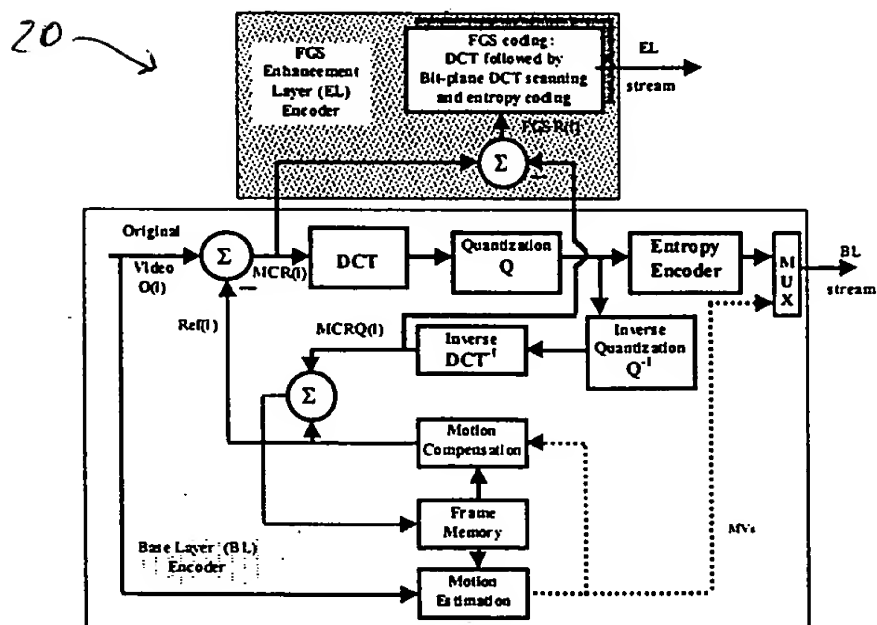 20
FGS
Enhancement
Layer (EL)
Encoder
FGS coding:
DCT followed by
Bit-plane DCT scanning
and entropy coding
EL
stream
FGSR(i)
Σ
Original
Video
O(i)
Σ
MCR(i)
DCT
Quantization
Q
Entropy
Encoder
MUX
BL
stream
Ref(i)
MCRQ(i)
Inverse
DCT⁻¹
Inverse
Quantization
Q⁻¹
Σ
Motion
Compensation
Frame
Memory
Base Layer (BL)
Encoder
Motion
Estimation
MVs